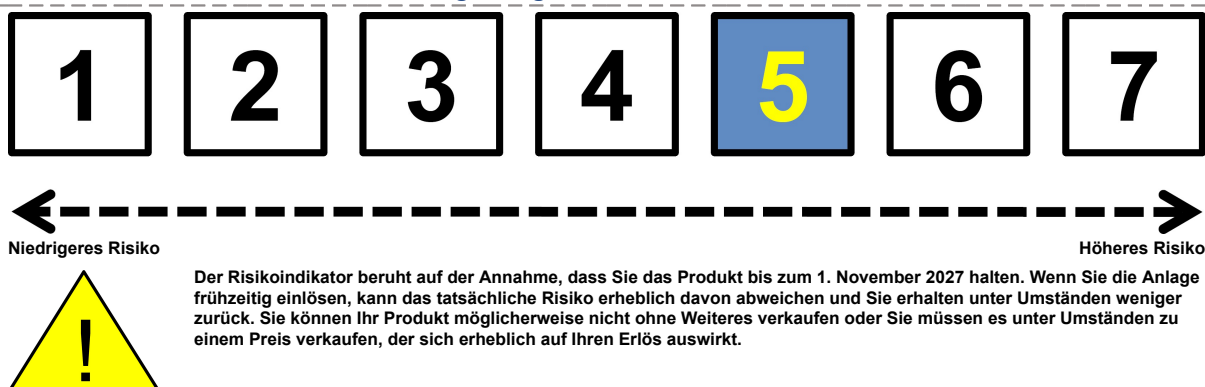 1 2 3 4 5 6 7
Niedrigeres Risiko Höheres Risiko
Der Risikoindikator beruht auf der Annahme, dass Sie das Produkt bis zum 1. November 2027 halten. Wenn Sie die Anlage
frühzeitig einlösen, kann das tatsächliche Risiko erheblich davon abweichen und Sie erhalten unter Umständen weniger
zurück. Sie können Ihr Produkt möglicherweise nicht ohne Weiteres verkaufen oder Sie müssen es unter Umständen zu
einem Preis verkaufen, der sich erheblich auf Ihren Erlös auswirkt.
!